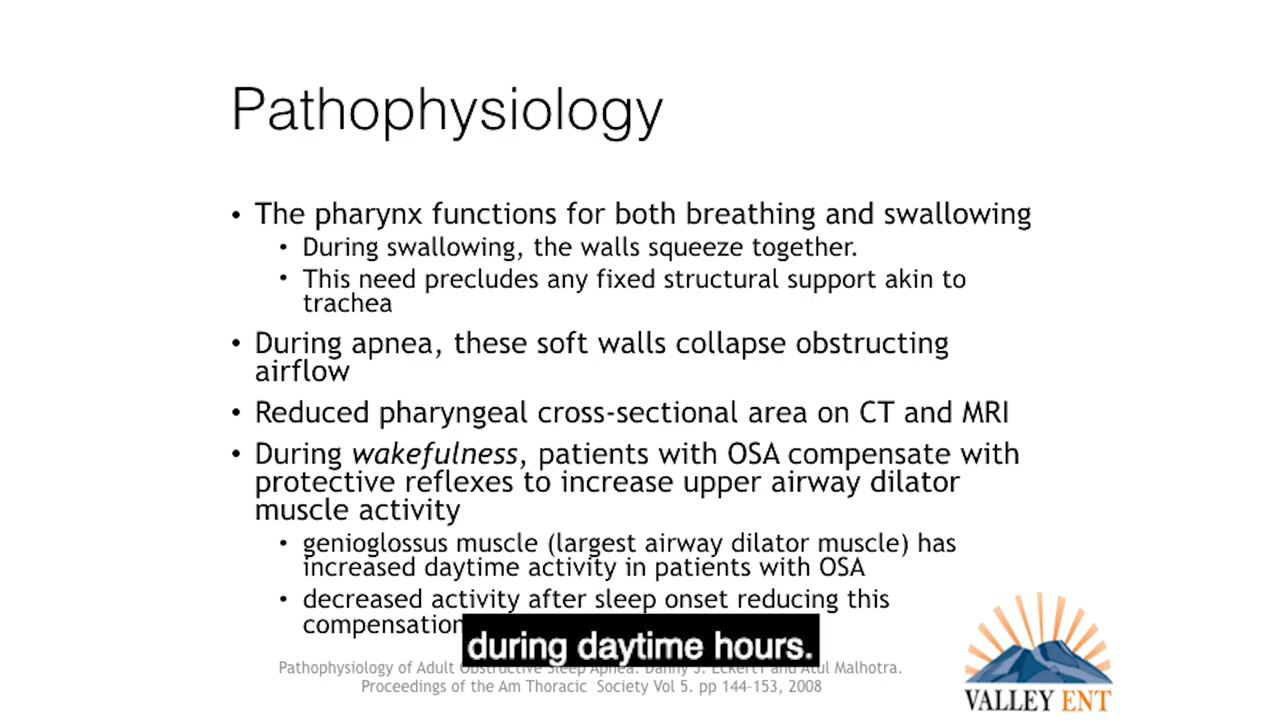 Pathophysiology
• The pharynx functions for both breathing and swallowing
• During swallowing, the walls squeeze together.
• This need precludes any fixed structural support akin to
trachea
• During apnea, these soft walls collapse obstructing
airflow
• Reduced pharyngeal cross-sectional area on CT and MRI
• During wakefulness, patients with OSA compensate with
protective reflexes to increase upper airway dilator
muscle activity
• genioglossus muscle (largest airway dilator muscle) has
increased daytime activity in patients with OSA
• decreased activity after sleep onset reducing this
compensation
during daytime hours.
Pathophysiology of Adult Obstructive Sleep Apnea. Danny J. Eckert and Atul Malhotra.
Proceedings of the Am Thoracic Society Vol 5. pp 144-153, 2008
VALLEY ENT